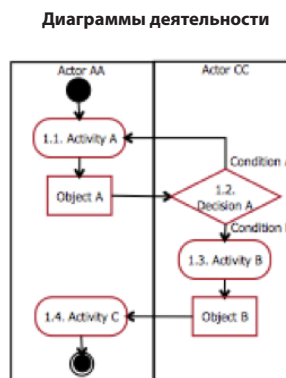 Диаграммы деятельности
Actor AA
Actor CC
1.1. Activity A
Condition
Object A
1.2.
Decision A
Condition
1.3. Activity B
1.4. Activity C
Object B